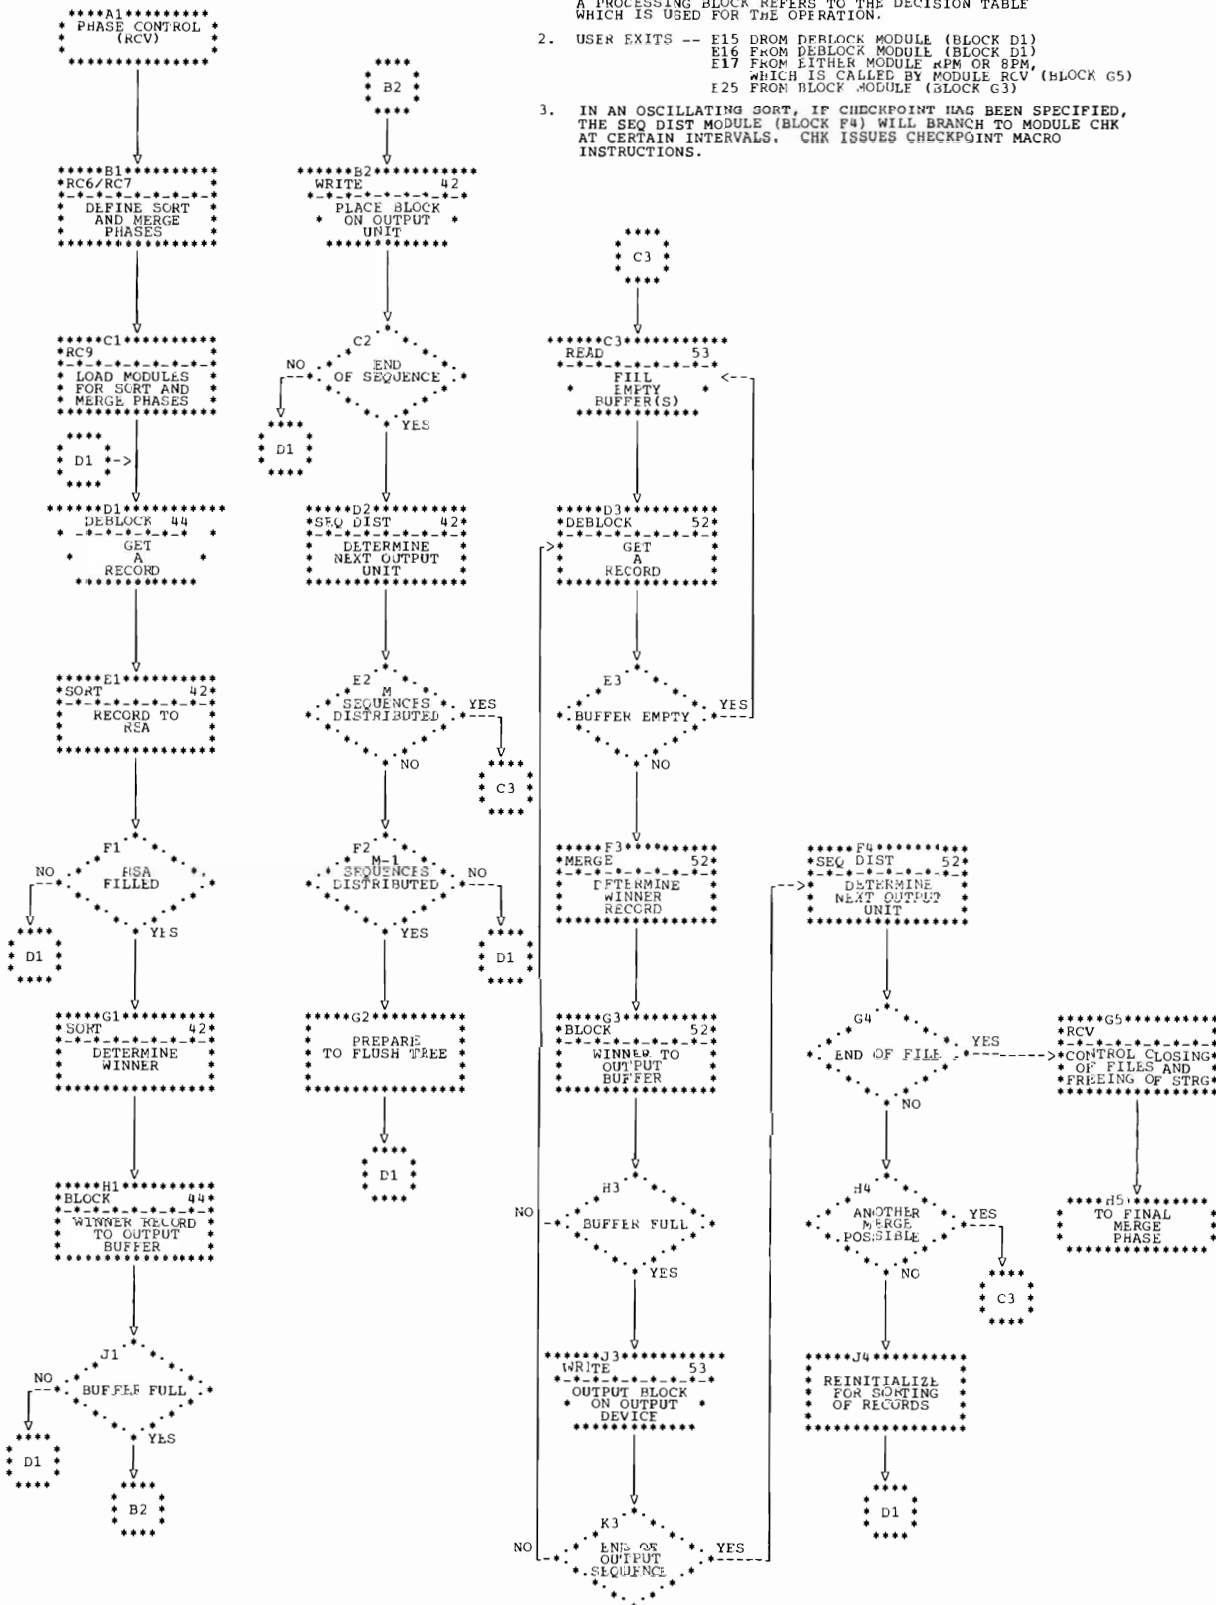 A PROCESSING BLOCK REFERS TO THE DECISION TABLE
WHICH IS USED FOR THE OPERATION.
2. USER EXITS -- E15 DROM DEBLOCK MODULE (BLOCK D1)
E16 FROM DEBLOCK MODULE (BLOCK D1)
E17 FROM EITHER MODULE RPM OR 8PM,
WHICH IS CALLED BY MODULE RCV (BLOCK G5)
E25 FROM BLOCK MODULE (BLOCK G3)
3. IN AN OSCILLATING SORT, IF CHECKPOINT HAS BEEN SPECIFIED,
THE SEQ DIST MODULE (BLOCK F4) WILL BRANCH TO MODULE CHK
AT CERTAIN INTERVALS. CHK ISSUES CHECKPOINT MACRO
INSTRUCTIONS.
A1
PHASE CONTROL
(RCV)
B1
RC6/RC7
DEFINE SORT
AND MERGE
PHASES
C1
RC9
LOAD MODULES
FOR SORT AND
MERGE PHASES
D1
D1
DEBLOCK 44
GET
A
RECORD
E1
SORT 42
RECORD TO
RSA
F1
RSA
FILLED
NO
YES
D1
G1
SORT 42
DETERMINE
WINNER
H1
BLOCK 44
WINNER RECORD
TO OUTPUT
BUFFER
J1
BUFFER FULL
NO
YES
D1
B2
B2
B2
WRITE 42
PLACE BLOCK
ON OUTPUT
UNIT
C2
END
OF SEQUENCE
NO
YES
D1
D2
SEQ DIST 42
DETERMINE
NEXT OUTPUT
UNIT
E2
M
SEQUENCES
DISTRIBUTED
YES
NO
C3
F2
M-1
SEQUENCES
DISTRIBUTED
NO
YES
D1
G2
PREPARE
TO FLUSH TREE
D1
C3
C3
READ 53
FILL
EMPTY
BUFFER(S)
D3
DEBLOCK 52
GET
A
RECORD
E3
BUFFER EMPTY
YES
NO
F3
MERGE 52
DETERMINE
WINNER
RECORD
G3
BLOCK 52
WINNER TO
OUTPUT
BUFFER
H3
BUFFER FULL
NO
YES
J3
WRITE 53
OUTPUT BLOCK
ON OUTPUT
DEVICE
K3
END OF
OUTPUT
SEQUENCE
NO
YES
F4
SEQ DIST 52
DETERMINE
NEXT OUTPUT
UNIT
G4
END OF FILE
YES
NO
H4
ANOTHER
MERGE
POSSIBLE
YES
NO
C3
J4
REINITIALIZE
FOR SORTING
OF RECORDS
D1
G5
RCV
CONTROL CLOSING
OF FILES AND
FREEING OF STRG
H5
TO FINAL
MERGE
PHASE